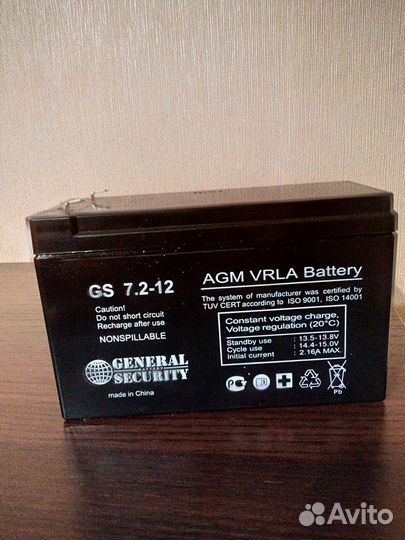 GS 7.2-12
Caution!
Do not short circuit
Recharge after use
NONSPILLABLE
GENERAL
SECURITY
made in China
AGM VRLA Battery
The system of manufacturer was certified by
TUV CERT according to ISO 9001, ISO 14001
Constant voltage charge,
Voltage regulation (20°C)
Standby use : 13.5-13.8V
Cycle use : 14.4-15.0V
Initial current : 2.16A MAX.
Pb
Avito